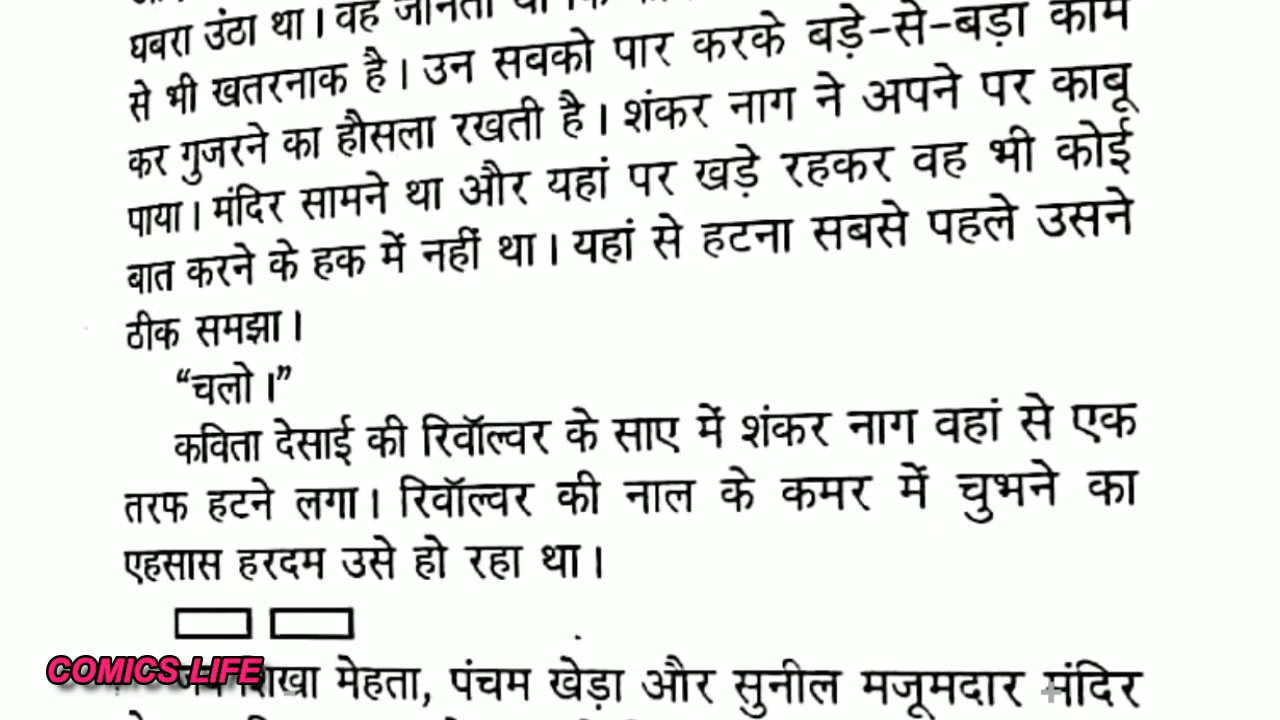 घबरा उंठा था। वह जानता था कि
से भी खतरनाक है। उन सबको पार करके बड़े-से-बड़ा काम
कर गुजरने का हौसला रखती है। शंकर नाग ने अपने पर काबू
पाया। मंदिर सामने था और यहां पर खड़े रहकर वह भी कोई
बात करने के हक में नहीं था। यहां से हटना सबसे पहले उसने
ठीक समझा।
“चलो।”
कविता देसाई की रिवॉल्वर के साए में शंकर नाग वहां से एक
तरफ हटने लगा। रिवॉल्वर की नाल के कमर में चुभने का
एहसास हरदम उसे हो रहा था।
COMICS LIFE
शिखा मेहता, पंचम खेड़ा और सुनील मजूमदार मंदिर